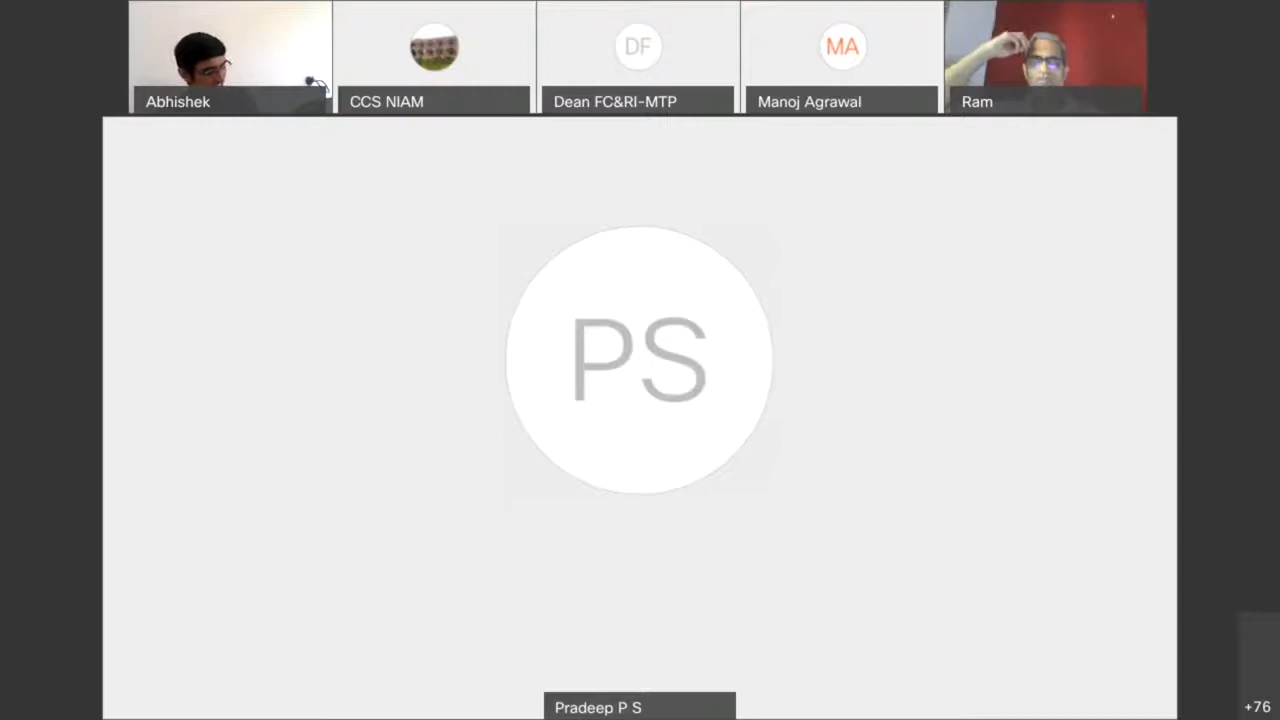 DF
MA
Abhishek
CCS NIAM
Dean FC&RI-MTP
Manoj Agrawal
Ram
PS
Pradeep P S
+76